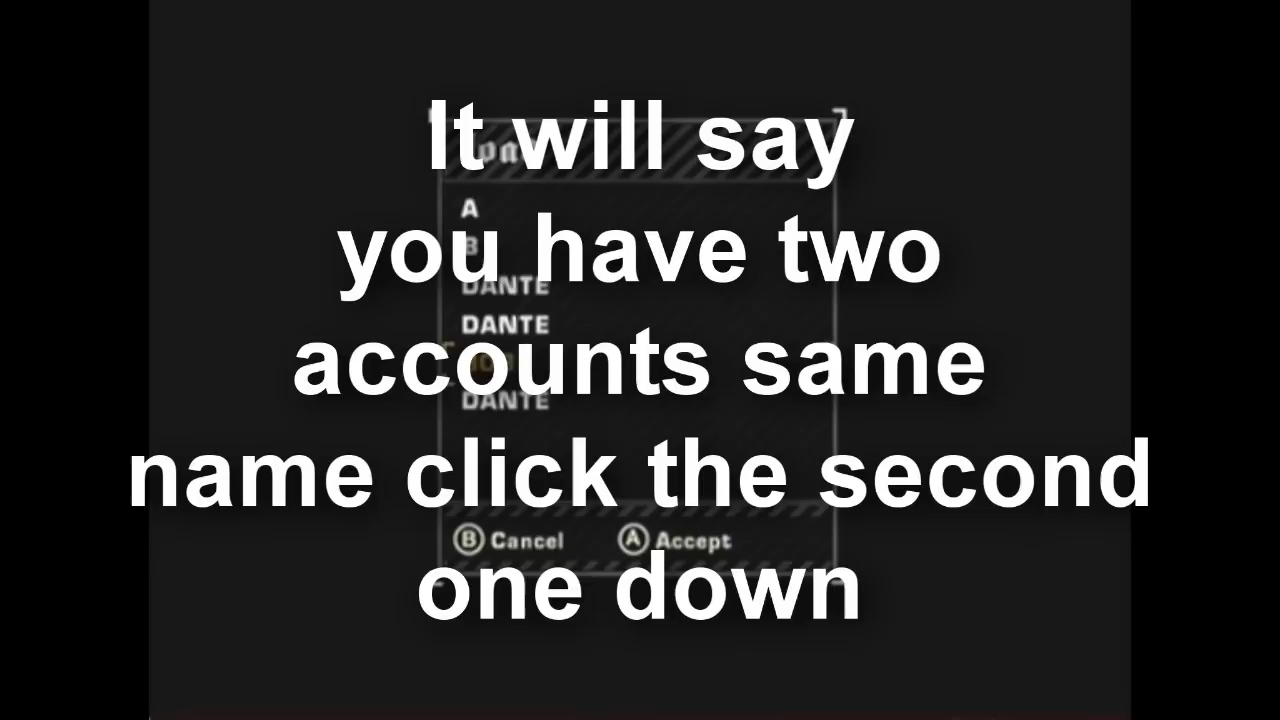 It will say
you have two
accounts same
name click the second
one down
A
B
DANTE
DANTE
DANTE
B Cancel A Accept